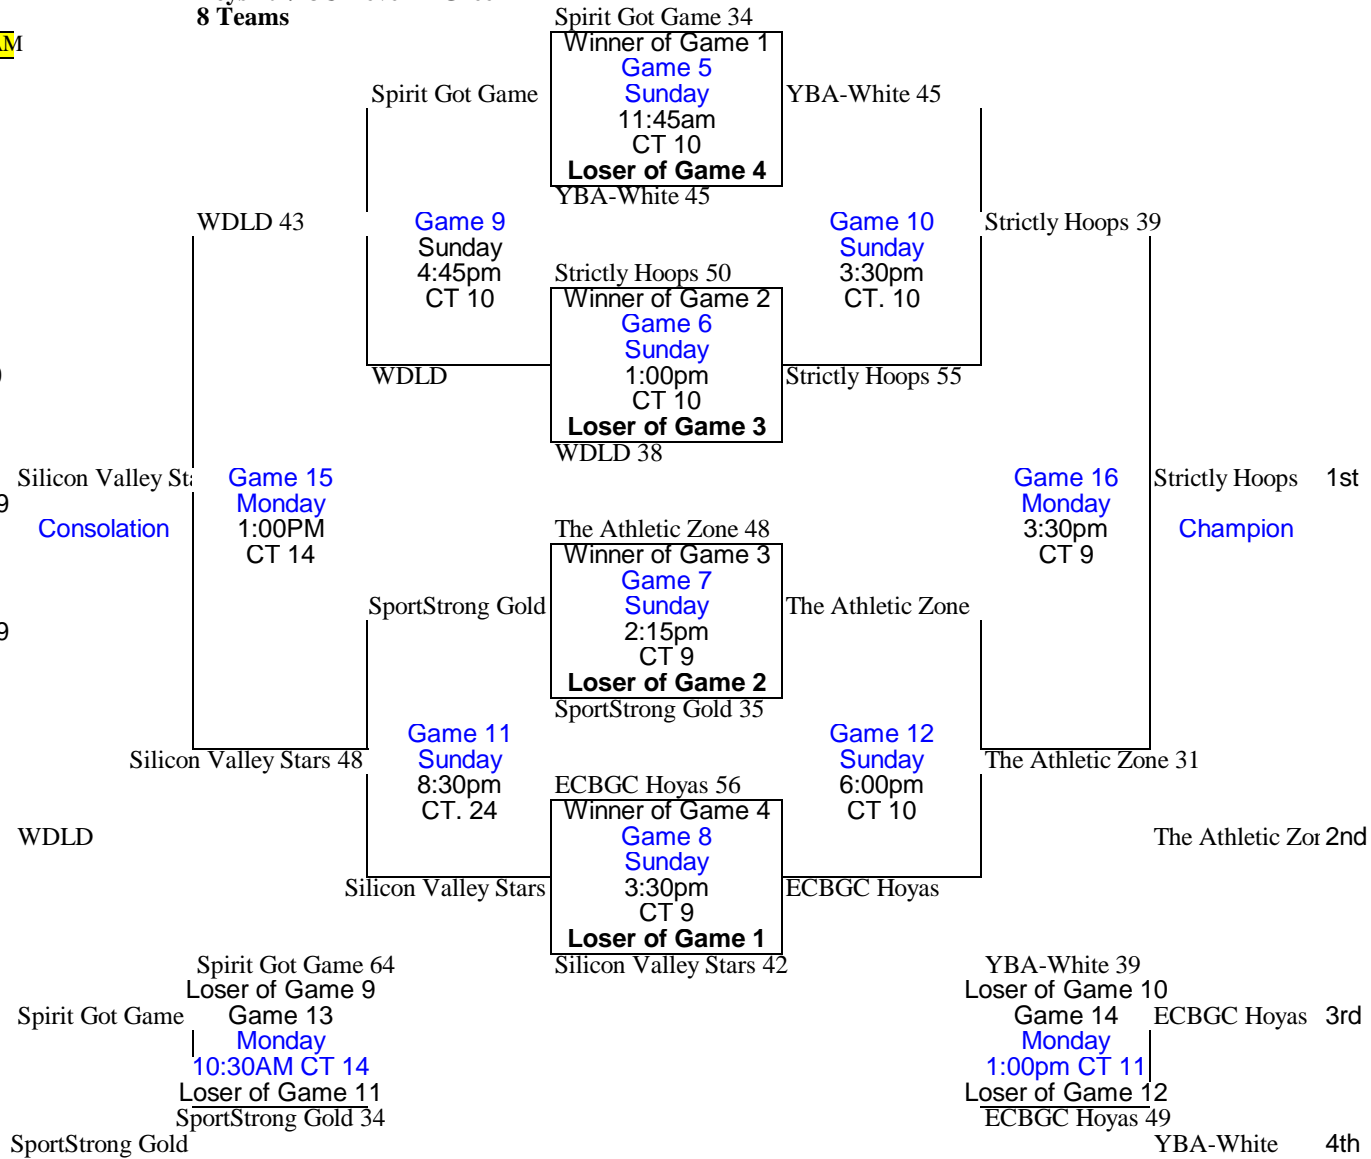 8 Teams
Spirit Got Game 34
AM
Winner of Game 1
Game 5
Spirit Got Game
Sunday
YBA-White 45
11:45am
CT 10
Loser of Game 4
YBA-White 45
WDLD 43
Game 9
Game 10
Strictly Hoops 39
Sunday
Sunday
4:45pm
Strictly Hoops 50
3:30pm
CT 10
Winner of Game 2
CT. 10
Game 6
Sunday
WDLD
1:00pm
Strictly Hoops 55
CT 10
Loser of Game 3
WDLD 38
Silicon Valley St
Game 15
Game 16
Strictly Hoops 1st
9
Monday
Monday
Consolation
1:00PM
The Athletic Zone 48
3:30pm
Champion
CT 14
Winner of Game 3
CT 9
Game 7
SportStrong Gold
Sunday
The Athletic Zone
9
2:15pm
CT 9
Loser of Game 2
SportStrong Gold 35
Game 11
Game 12
Silicon Valley Stars 48
Sunday
Sunday
The Athletic Zone 31
8:30pm
ECBGC Hoyas 56
6:00pm
CT. 24
Winner of Game 4
CT 10
WDLD
Game 8
The Athletic Zo 2nd
Sunday
Silicon Valley Stars
3:30pm
ECBGC Hoyas
CT 9
Loser of Game 1
Spirit Got Game 64
Silicon Valley Stars 42
YBA-White 39
Loser of Game 9
Loser of Game 10
Spirit Got Game
Game 13
Game 14
ECBGC Hoyas 3rd
Monday
Monday
10:30AM CT 14
1:00pm CT 11
Loser of Game 11
Loser of Game 12
SportStrong Gold 34
ECBGC Hoyas 49
SportStrong Gold
YBA-White 4th